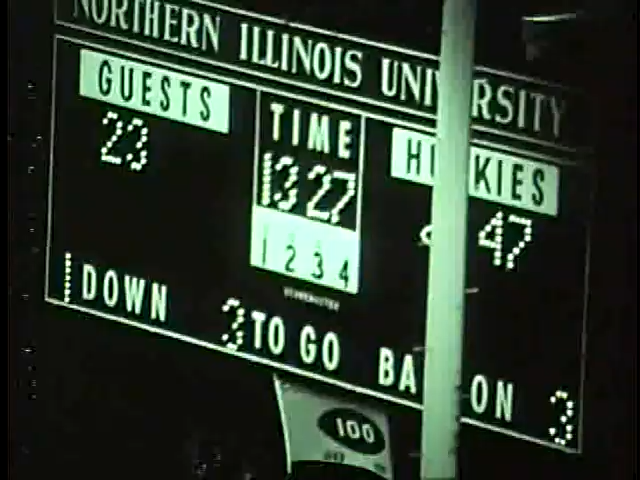 NORTHERN ILLINOIS UNIVERSITY
GUESTS TIME HUSKIES
23 13 27 47
1 2 3 4
1 DOWN 3 TO GO BALL ON 3
100